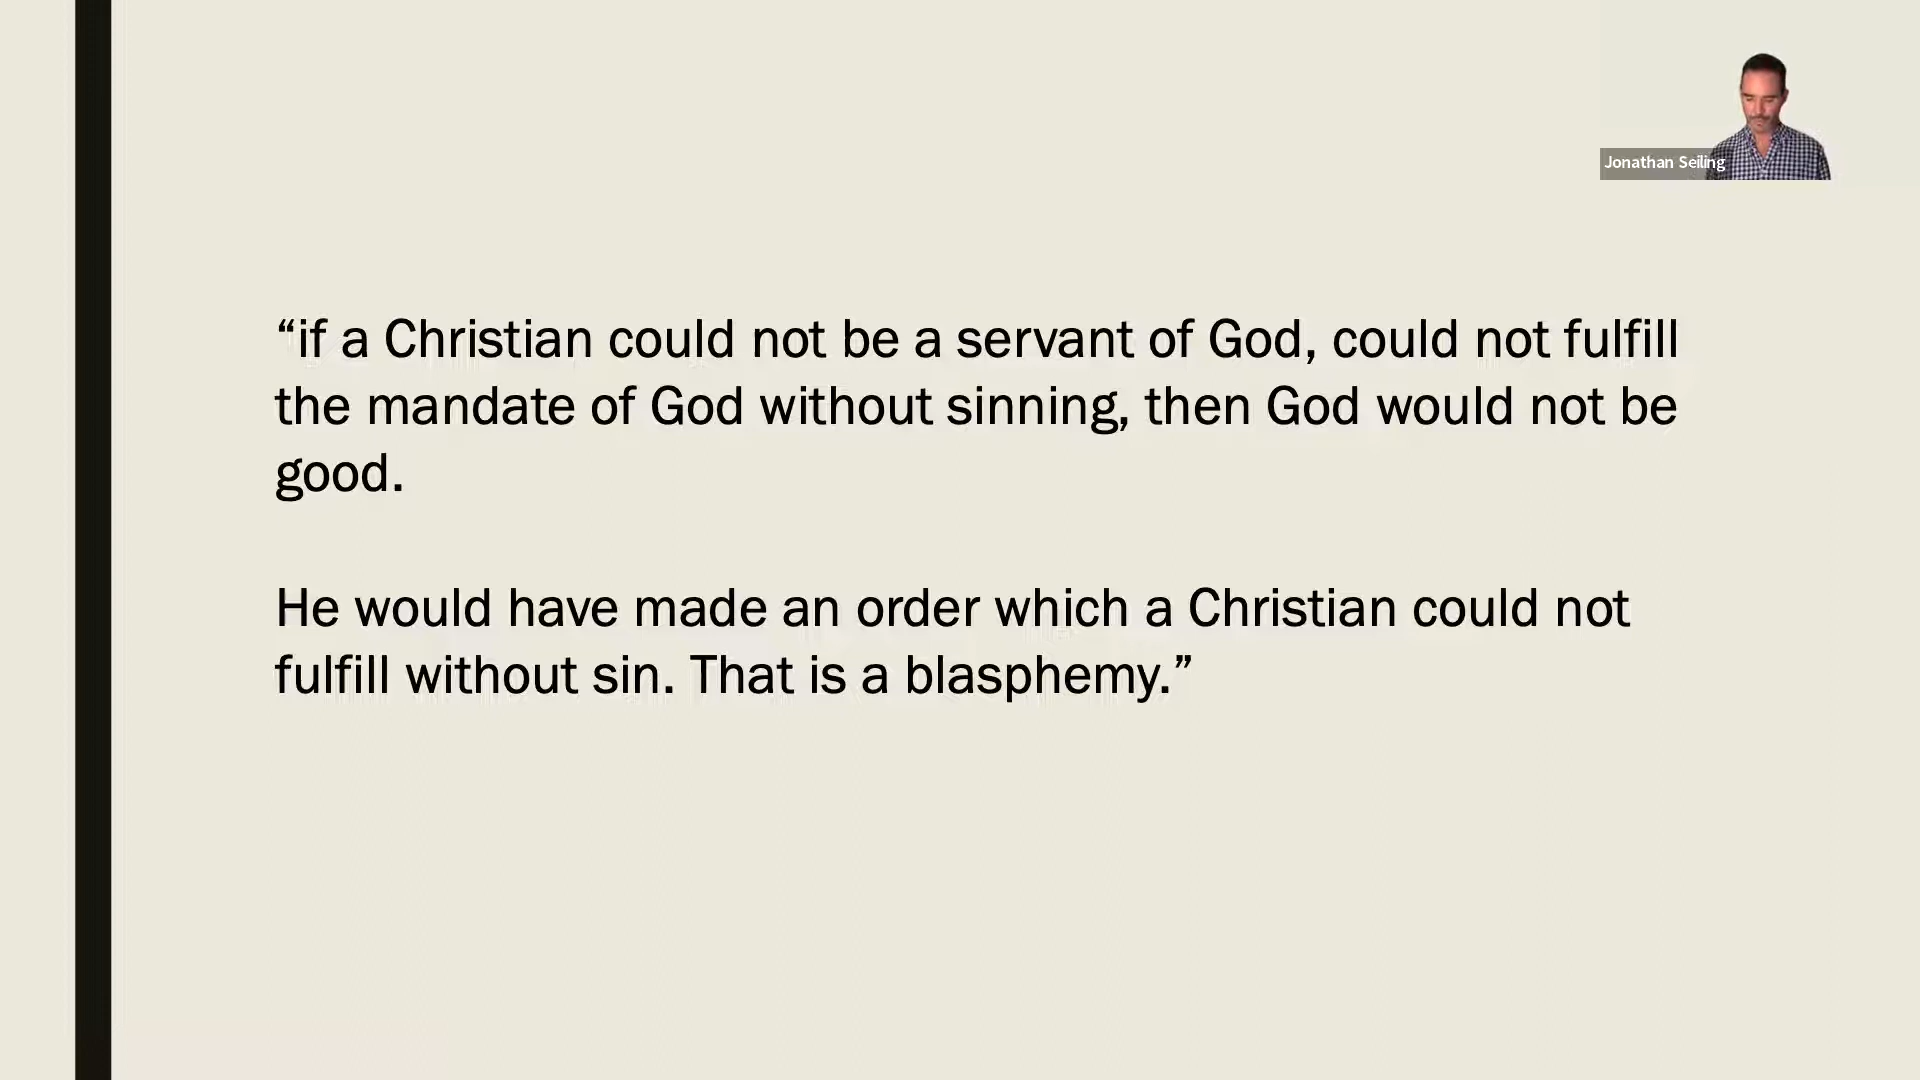 Jonathan Seiling
“if a Christian could not be a servant of God, could not fulfill
the mandate of God without sinning, then God would not be
good.
He would have made an order which a Christian could not
fulfill without sin. That is a blasphemy.”